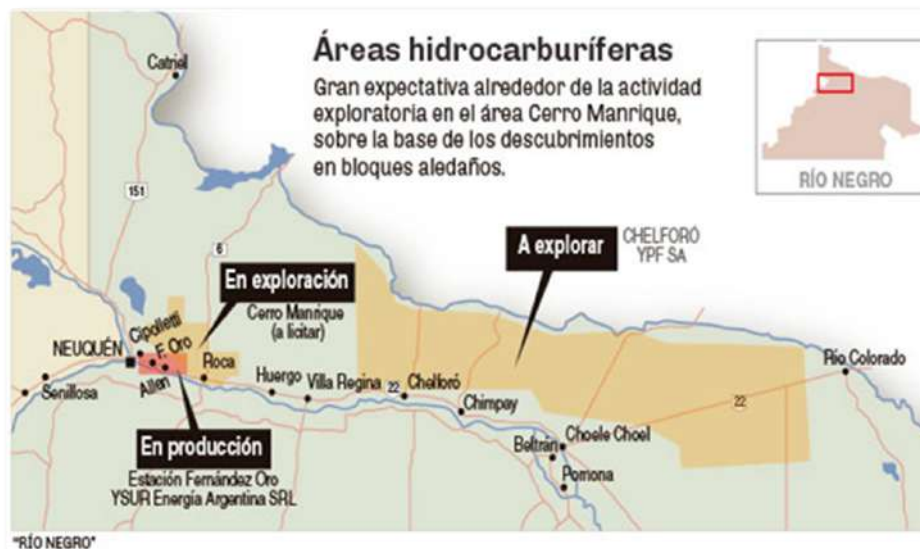 Áreas hidrocarburíferas
Gran expectativa alrededor de la actividad
exploratoria en el área Cerro Manrique,
sobre la base de los descubrimientos
en bloques aledaños.
RÍO NEGRO
Catriel
151
6
A explorar
CHELFORÓ
YPF SA
En exploración
Cerro Manrique
(a licitar)
Cipolletti
F. Oro
NEUQUÉN
Allen
Roca
Senillosa
Huergo
Villa Regina
22
Chelforó
Chimpay
Río Colorado
22
En producción
Estación Fernández Oro
YSUR Energía Argentina SRL
Choele Choel
Beltrán
Pomona
"RÍO NEGRO"